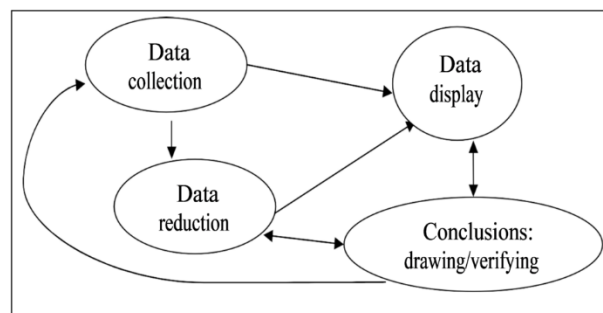 Data
collection
Data
display
Data
reduction
Conclusions:
drawing/verifying